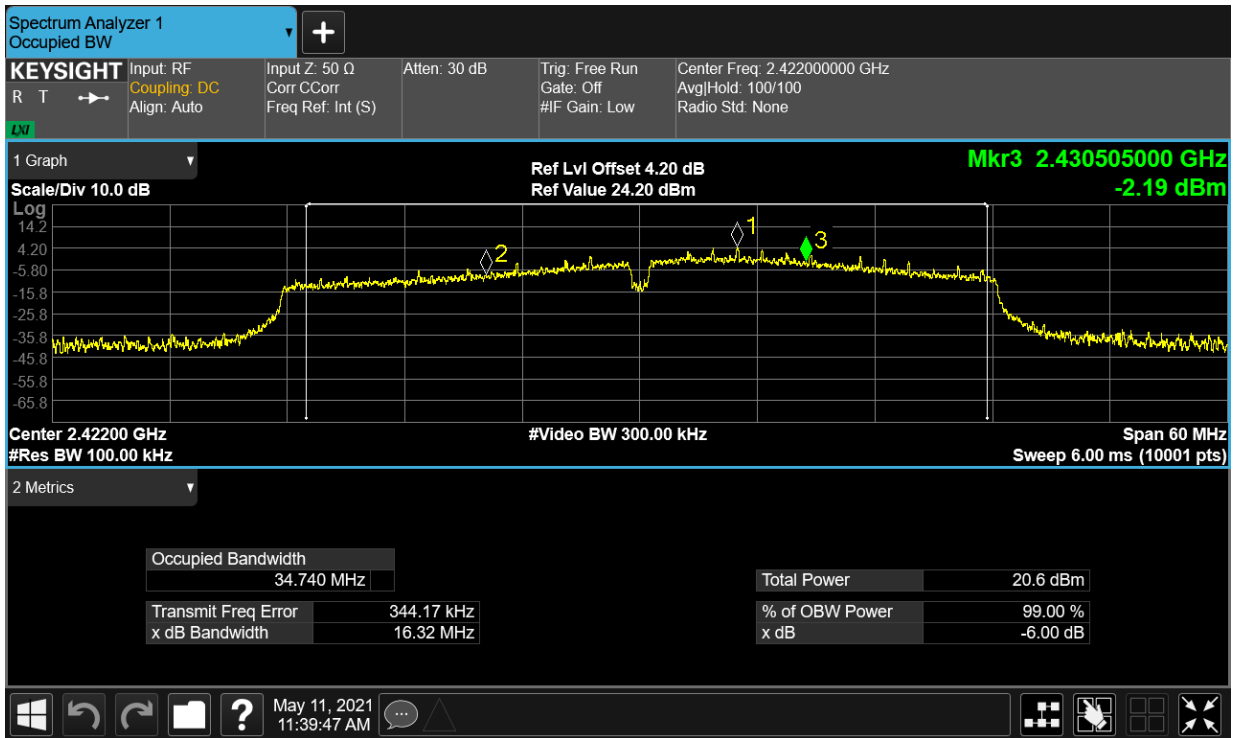 Spectrum Analyzer 1
Occupied BW
KEYSIGHT
R T
LXI
Input: RF
Coupling: DC
Align: Auto
Input Z: 50 Ω
Corr CCorr
Freq Ref: Int (S)
Atten: 30 dB
Trig: Free Run
Gate: Off
#IF Gain: Low
Center Freq: 2.422000000 GHz
Avg|Hold: 100/100
Radio Std: None
1 Graph
Scale/Div 10.0 dB
Ref Lvl Offset 4.20 dB
Ref Value 24.20 dBm
Mkr3 2.430505000 GHz
-2.19 dBm
Log
14.2
4.20
-5.80
-15.8
-25.8
-35.8
-45.8
-55.8
-65.8
1
2
3
Center 2.42200 GHz
#Video BW 300.00 kHz
Span 60 MHz
#Res BW 100.00 kHz
Sweep 6.00 ms (10001 pts)
2 Metrics
Occupied Bandwidth
34.740 MHz
Transmit Freq Error 344.17 kHz
x dB Bandwidth 16.32 MHz
Total Power 20.6 dBm
% of OBW Power 99.00 %
x dB -6.00 dB
?
May 11, 2021
11:39:47 AM